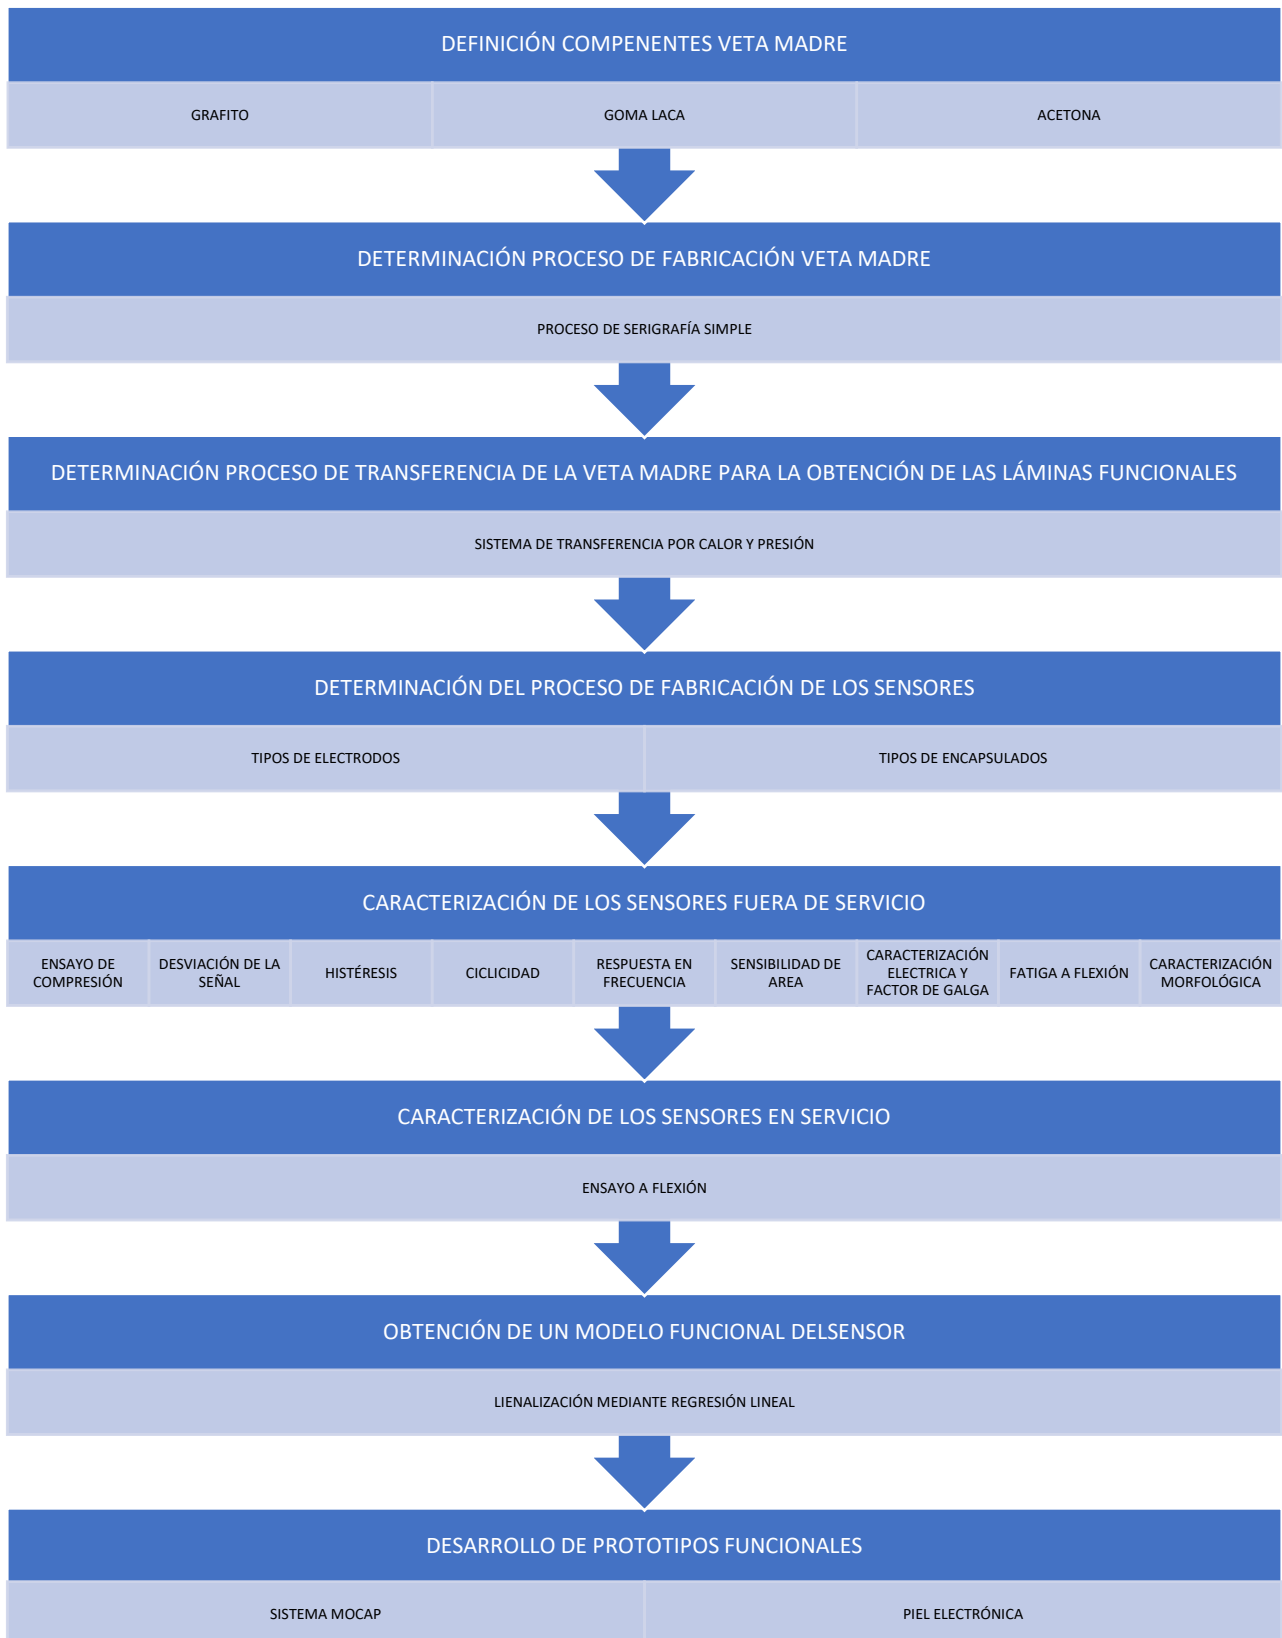 DEFINICIÓN COMPENENTES VETA MADRE
GRAFITO
GOMA LACA
ACETONA
DETERMINACIÓN PROCESO DE FABRICACIÓN VETA MADRE
PROCESO DE SERIGRAFÍA SIMPLE
DETERMINACIÓN PROCESO DE TRANSFERENCIA DE LA VETA MADRE PARA LA OBTENCIÓN DE LAS LÁMINAS FUNCIONALES
SISTEMA DE TRANSFERENCIA POR CALOR Y PRESIÓN
DETERMINACIÓN DEL PROCESO DE FABRICACIÓN DE LOS SENSORES
TIPOS DE ELECTRODOS
TIPOS DE ENCAPSULADOS
CARACTERIZACIÓN DE LOS SENSORES FUERA DE SERVICIO
ENSAYO DE
COMPRESIÓN
DESVIACIÓN DE LA
SEÑAL
HISTÉRESIS
CICLICIDAD
RESPUESTA EN
FRECUENCIA
SENSIBILIDAD DE
AREA
CARACTERIZACIÓN
ELECTRICA Y
FACTOR DE GALGA
FATIGA A FLEXIÓN
CARACTERIZACIÓN
MORFOLÓGICA
CARACTERIZACIÓN DE LOS SENSORES EN SERVICIO
ENSAYO A FLEXIÓN
OBTENCIÓN DE UN MODELO FUNCIONAL DELSENSOR
LIENALIZACIÓN MEDIANTE REGRESIÓN LINEAL
DESARROLLO DE PROTOTIPOS FUNCIONALES
SISTEMA MOCAP
PIEL ELECTRÓNICA